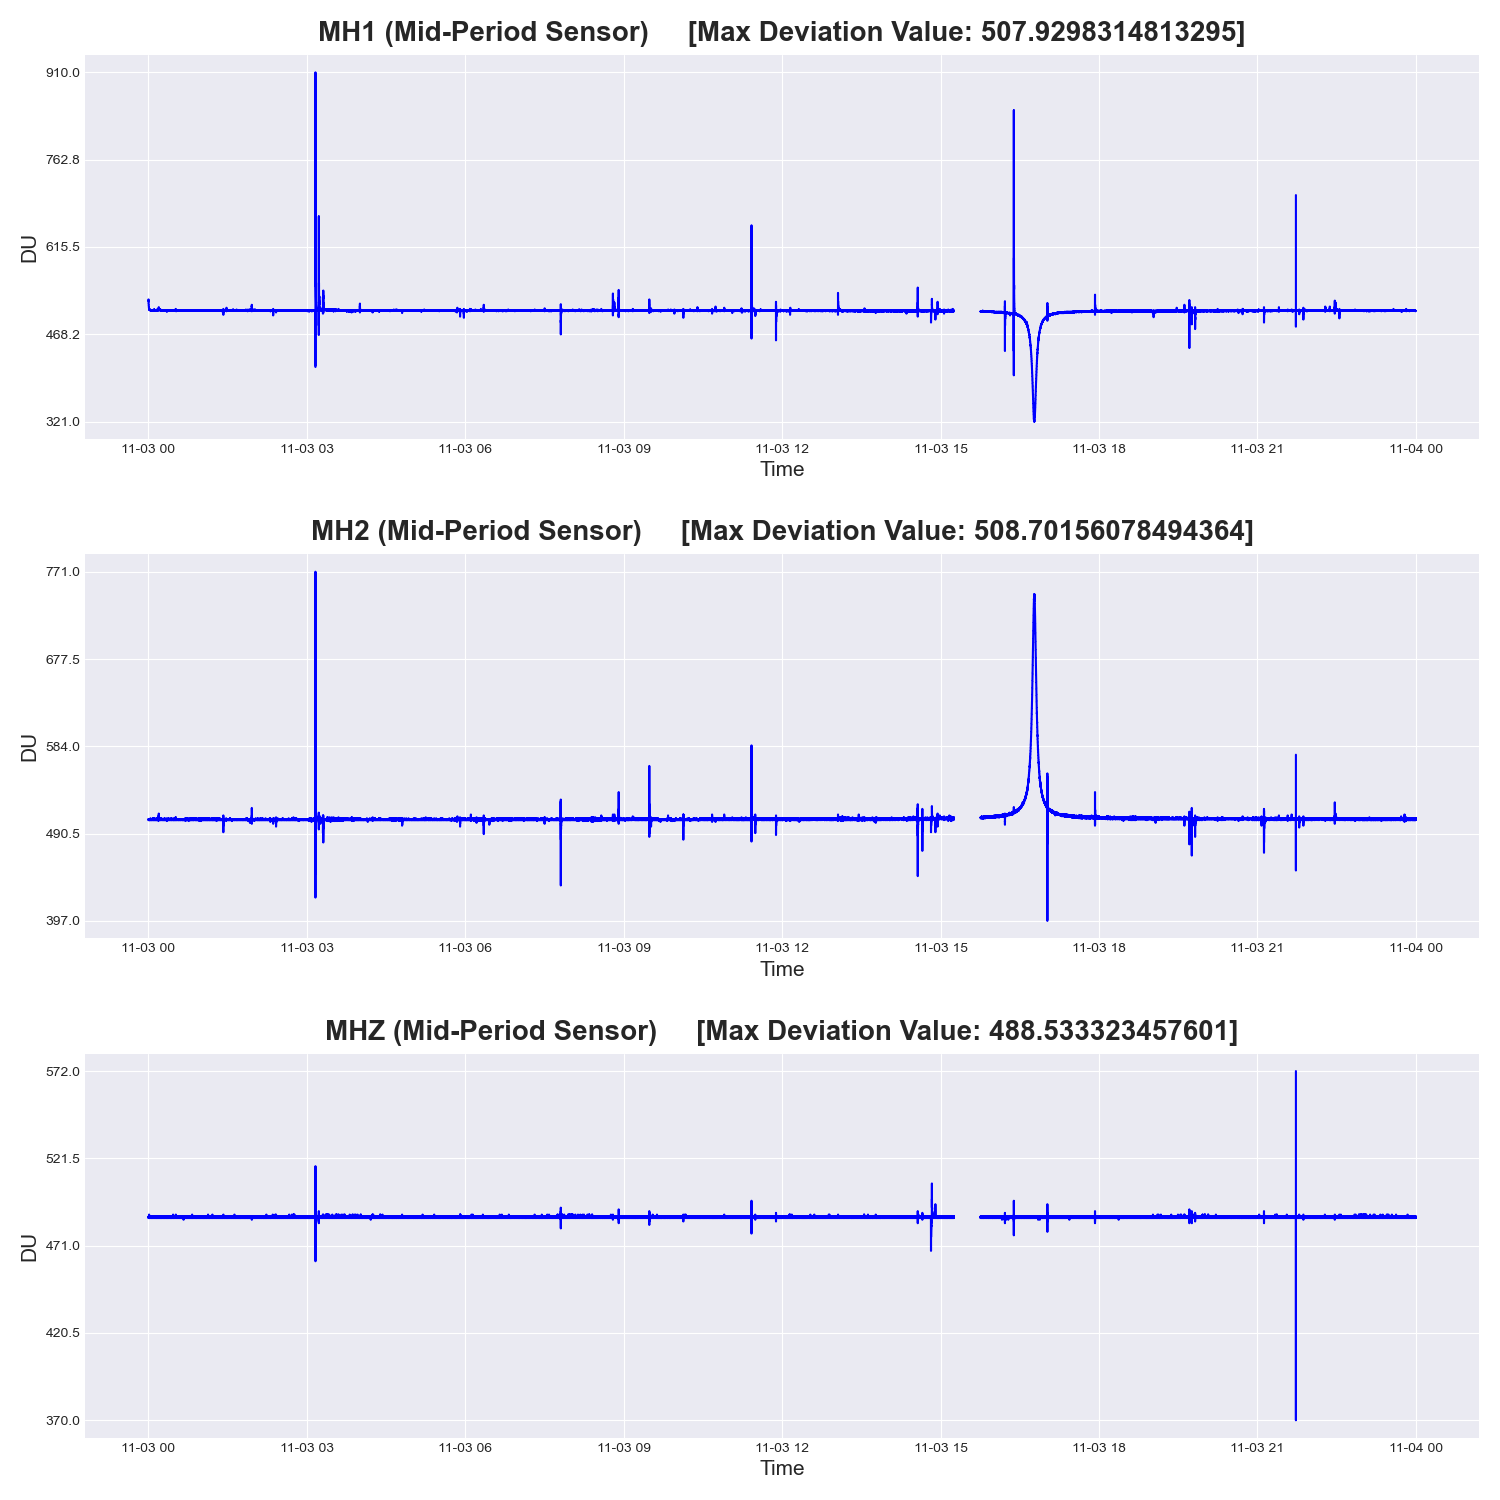 MH1 (Mid-Period Sensor) [Max Deviation Value: 507.9298314813295]
910.0
762.8
615.5
468.2
321.0
DU
11-03 00 11-03 03 11-03 06 11-03 09 11-03 12 11-03 15 11-03 18 11-03 21 11-04 00
Time
MH2 (Mid-Period Sensor) [Max Deviation Value: 508.70156078494364]
771.0
677.5
584.0
490.5
397.0
DU
11-03 00 11-03 03 11-03 06 11-03 09 11-03 12 11-03 15 11-03 18 11-03 21 11-04 00
Time
MHZ (Mid-Period Sensor) [Max Deviation Value: 488.533323457601]
572.0
521.5
471.0
420.5
370.0
DU
11-03 00 11-03 03 11-03 06 11-03 09 11-03 12 11-03 15 11-03 18 11-03 21 11-04 00
Time